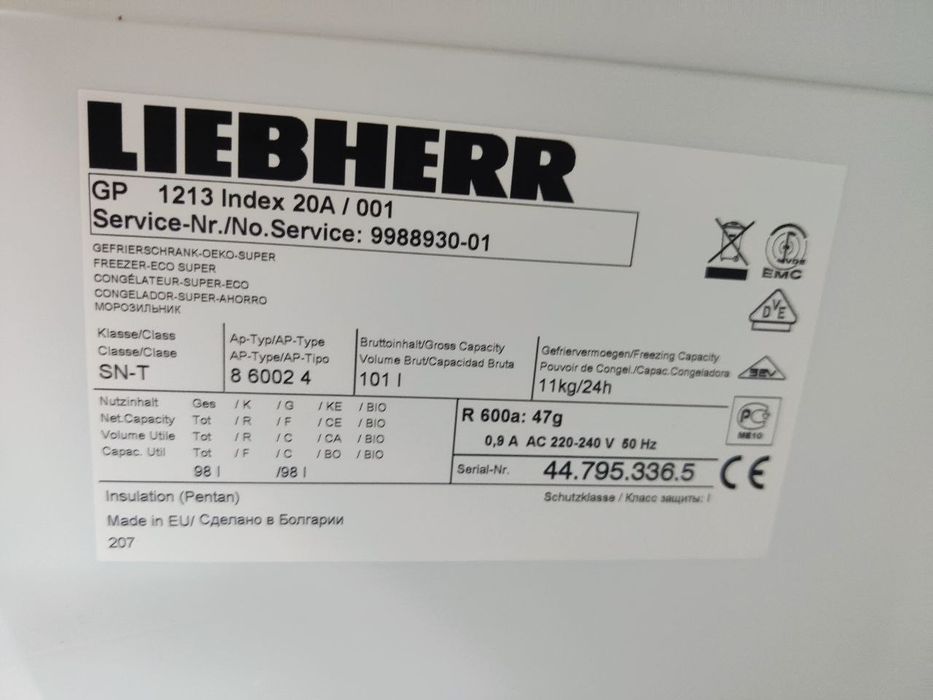 LIEBHERR
GP 1213 Index 20A / 001
Service-Nr./No.Service: 9988930-01
GEFRIERSCHRANK-OEKO-SUPER
FREEZER-ECO SUPER
CONGÉLATEUR-SUPER-ECO
CONGELADOR-SUPER-AHORRO
МОРОЗИЛЬНИК
VDE
EMC
DVE
SEV
PC
ME10
Klasse/Class
Classe/Clase
SN-T
Ap-Typ/AP-Type
AP-Type/AP-Tipo
8 6002 4
Bruttoinhalt/Gross Capacity
Volume Brut/Capacidad Bruta
101 l
Gefriervermoegen/Freezing Capacity
Pouvoir de Congel./Capac.Congeladora
11kg/24h
Nutzinhalt Ges / K / G / KE / BIO
Net.Capacity Tot / R / F / CE / BIO
Volume Utile Tot / R / C / CA / BIO
Capac. Util Tot / F / C / BO / BIO
98 l /98 l
R 600a: 47g
0,9 A AC 220-240 V 50 Hz
Serial-Nr. 44.795.336.5
CE
Insulation (Pentan)
Schutzklasse / Класс защиты: I
Made in EU/ Сделано в Болгарии
207